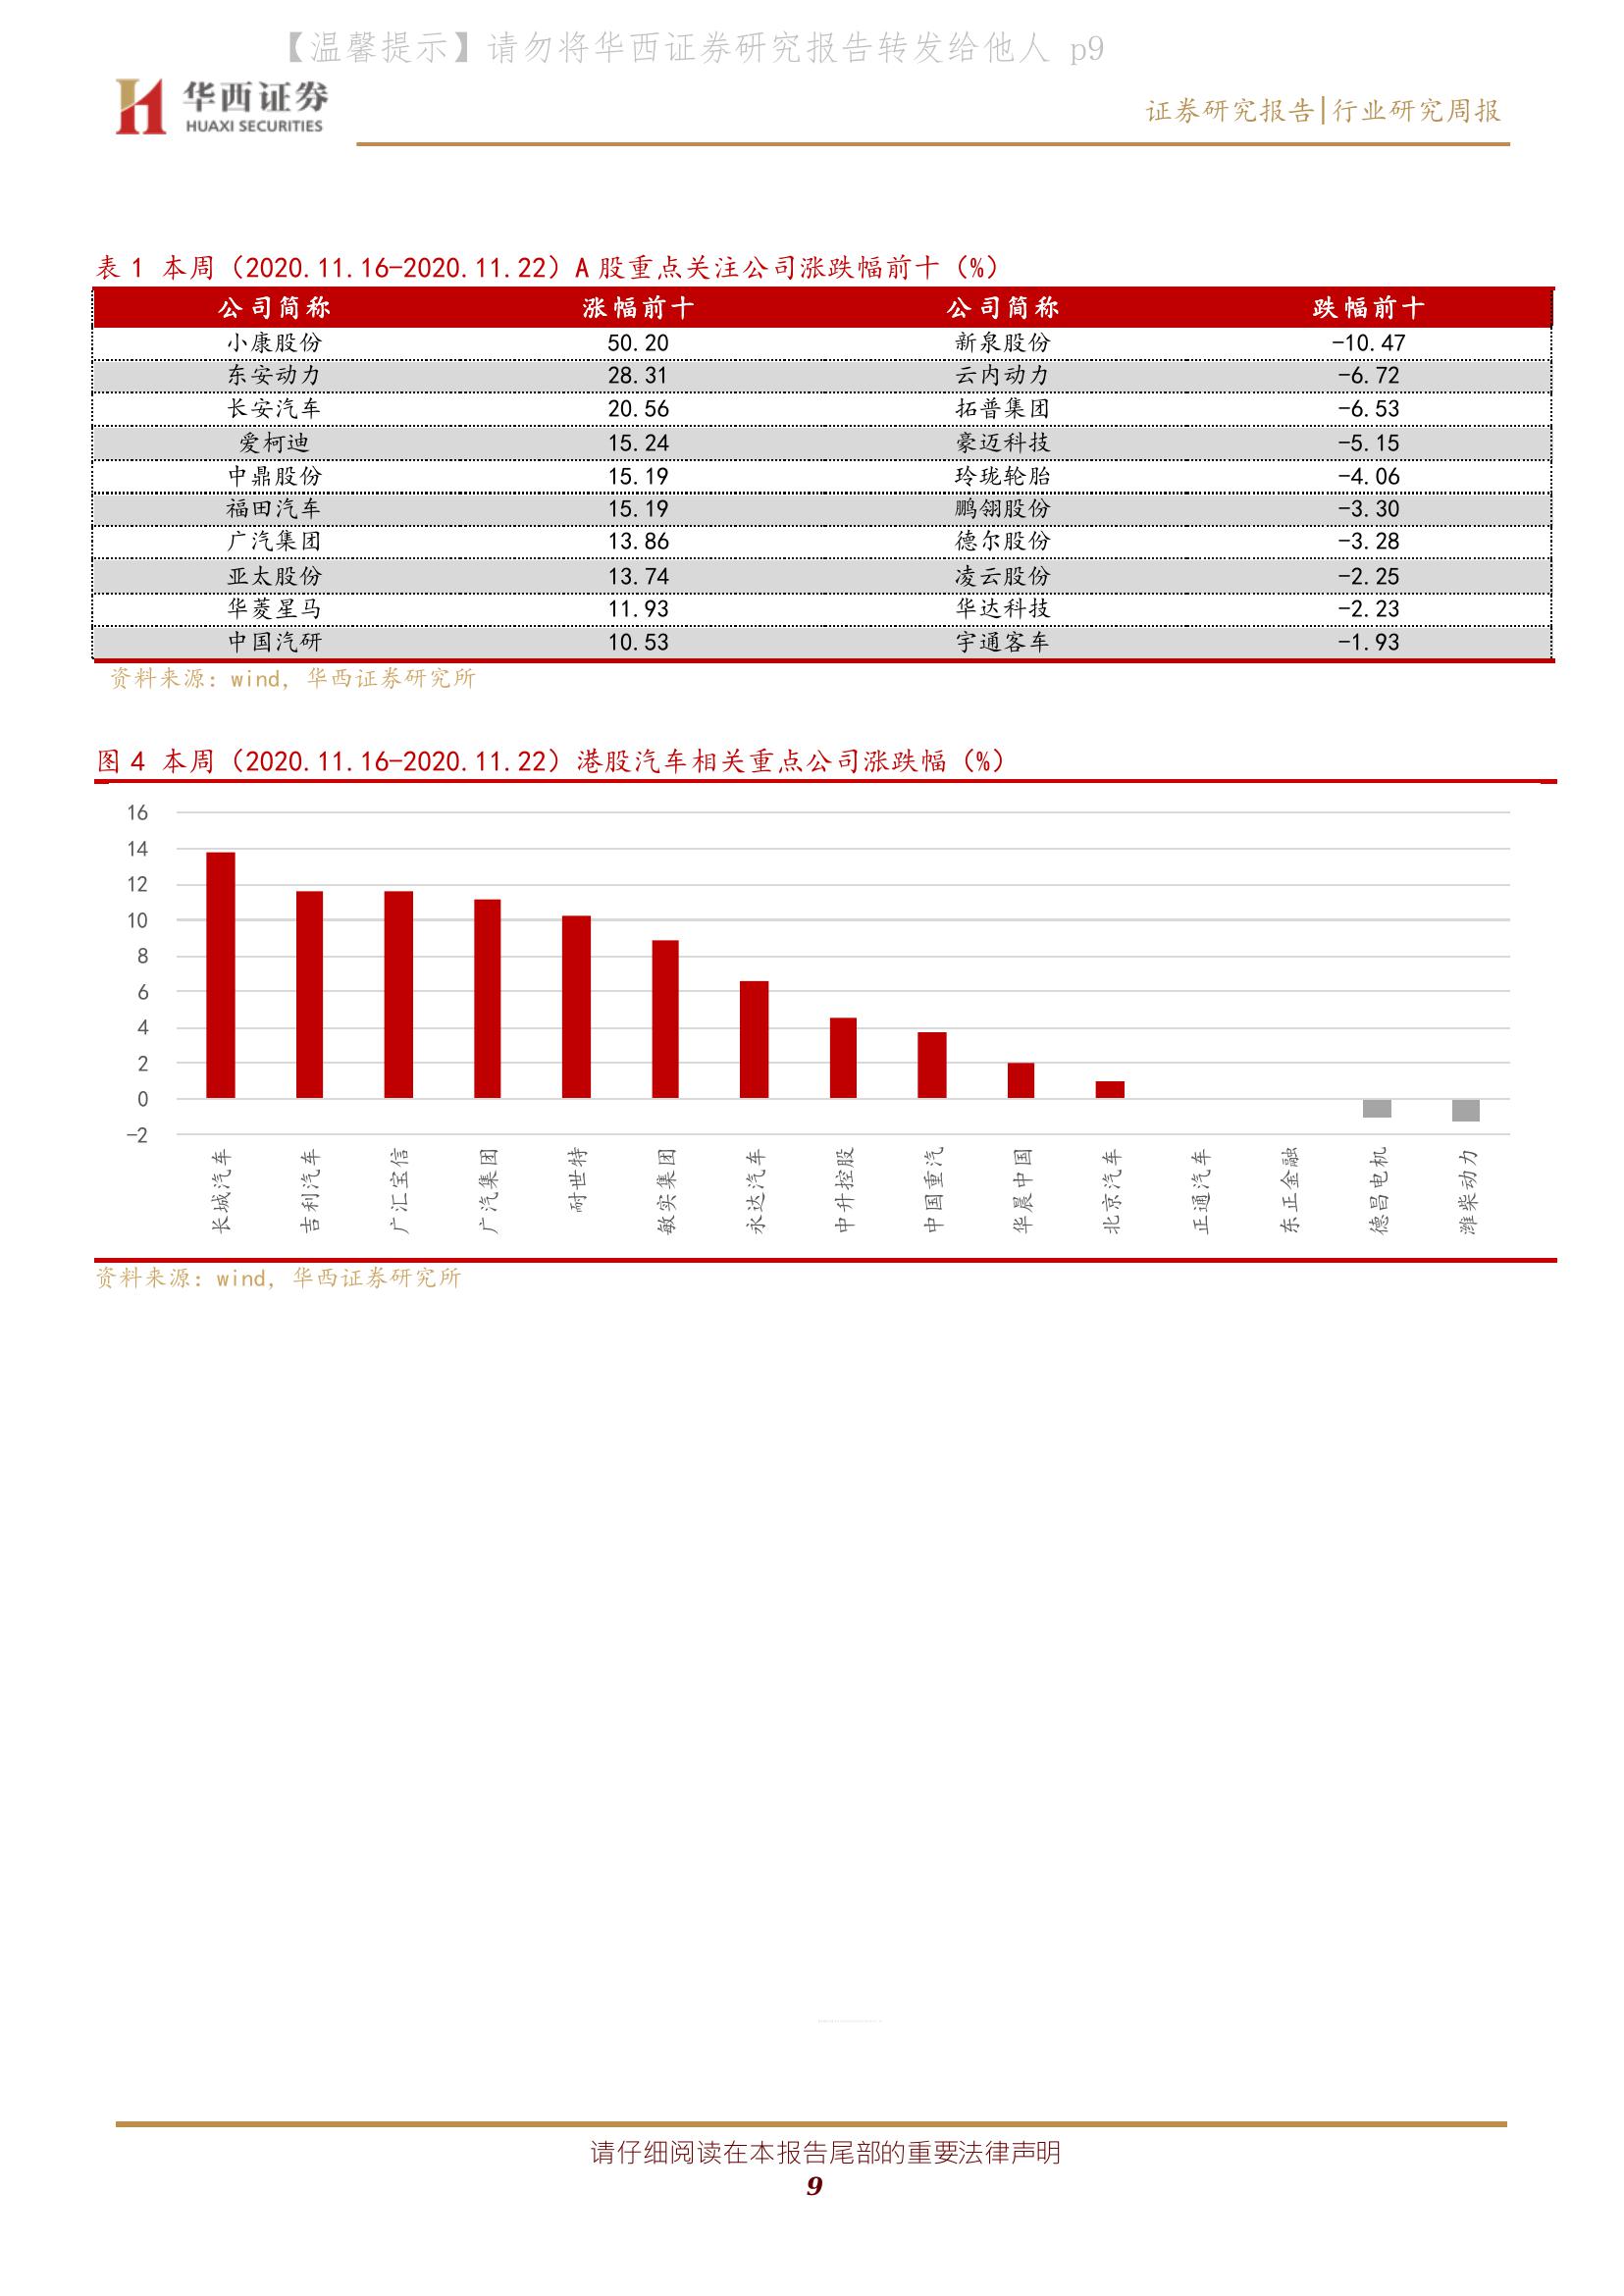 【温馨提示】请勿将华西证券研究报告转发给他人 p9
华西证券
HUAXI SECURITIES
证券研究报告|行业研究周报
表 1 本周（2020.11.16-2020.11.22）A 股重点关注公司涨跌幅前十（%）
公司简称 涨幅前十 公司简称 跌幅前十
小康股份 50.20 新泉股份 -10.47
东安动力 28.31 云内动力 -6.72
长安汽车 20.56 拓普集团 -6.53
爱柯迪 15.24 豪迈科技 -5.15
中鼎股份 15.19 玲珑轮胎 -4.06
福田汽车 15.19 鹏翎股份 -3.30
广汽集团 13.86 德尔股份 -3.28
亚太股份 13.74 凌云股份 -2.25
华菱星马 11.93 华达科技 -2.23
中国汽研 10.53 宇通客车 -1.93
资料来源：wind，华西证券研究所
图 4 本周（2020.11.16-2020.11.22）港股汽车相关重点公司涨跌幅（%）
16
14
12
10
8
6
4
2
0
-2
长城汽车
吉利汽车
广汇宝信
广汽集团
耐世特
敏实集团
永达汽车
中升控股
中国重汽
华晨中国
北京汽车
正通汽车
东正金融
德昌电机
潍柴动力
资料来源：wind，华西证券研究所
请仔细阅读在本报告尾部的重要法律声明
9